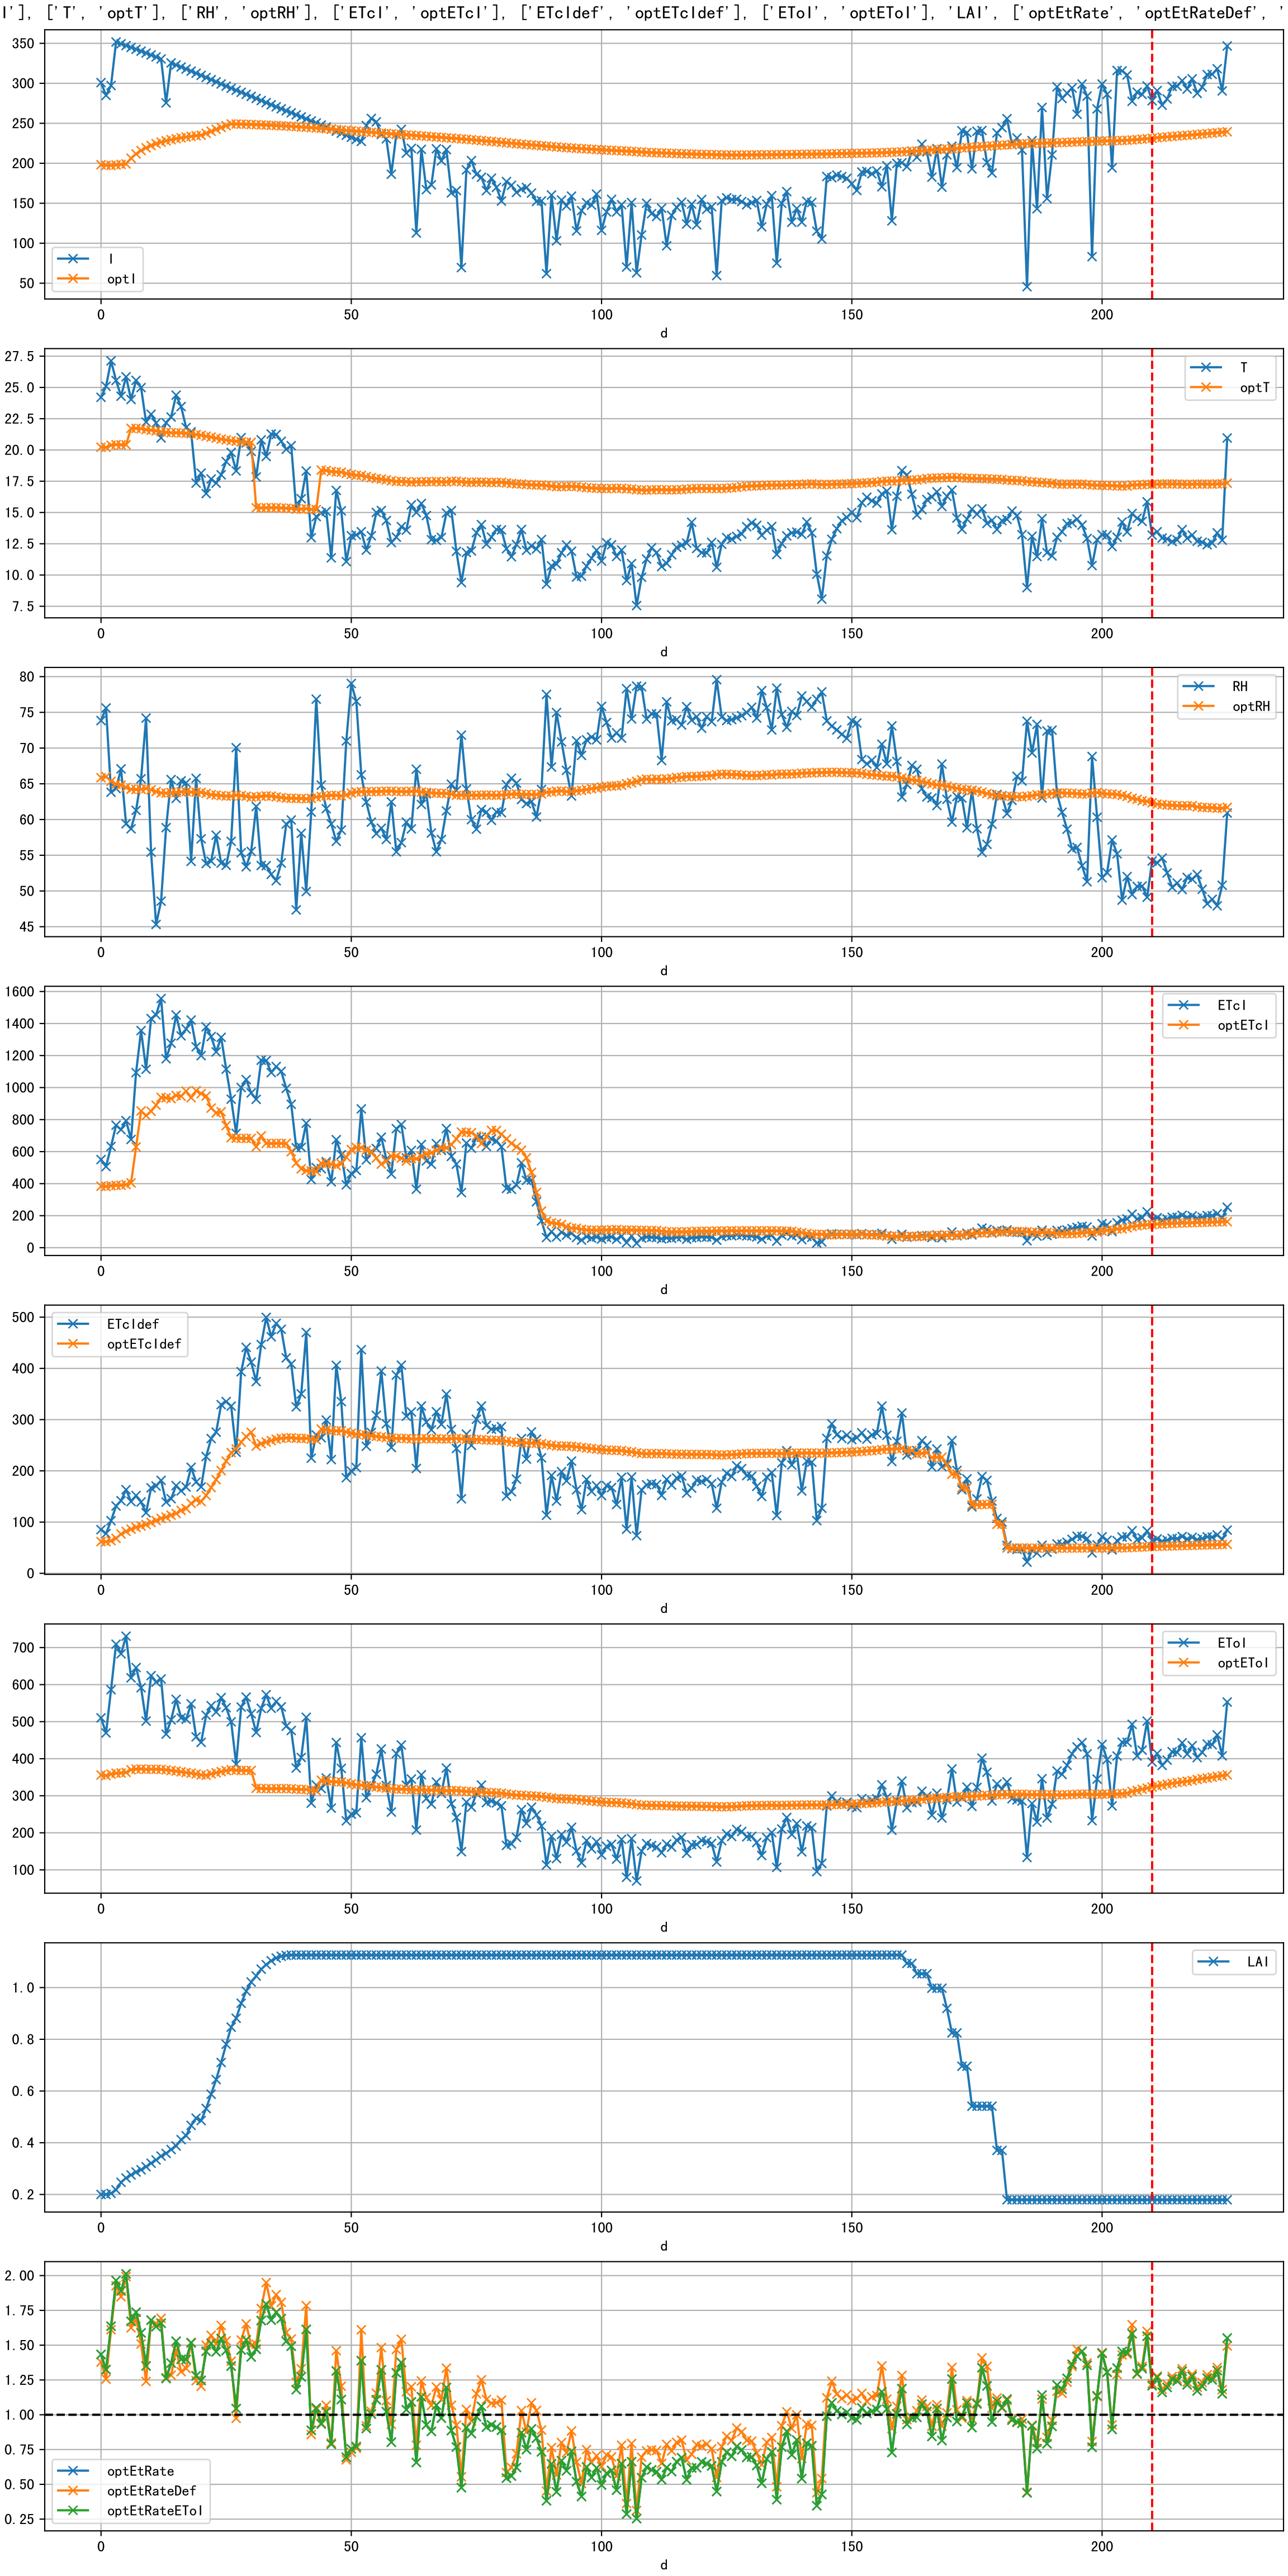 I'], ['T', 'optT'], ['RH', 'optRH'], ['ETcI', 'optETcI'], ['ETcIdef', 'optETcIdef'], ['EToI', 'optEToI'], 'LAI', ['optEtRate', 'optEtRateDef', '
350
300
250
200
150
100
50
I
optI
0 50 100 150 200
d
27.5
25.0
22.5
20.0
17.5
15.0
12.5
10.0
7.5
T
optT
0 50 100 150 200
d
80
75
70
65
60
55
50
45
RH
optRH
0 50 100 150 200
d
1600
1400
1200
1000
800
600
400
200
0
ETcI
optETcI
0 50 100 150 200
d
500
400
300
200
100
0
ETcIdef
optETcIdef
0 50 100 150 200
d
700
600
500
400
300
200
100
EToI
optEToI
0 50 100 150 200
d
1.0
0.8
0.6
0.4
0.2
LAI
0 50 100 150 200
d
2.00
1.75
1.50
1.25
1.00
0.75
0.50
0.25
optEtRate
optEtRateDef
optEtRateEToI
0 50 100 150 200
d